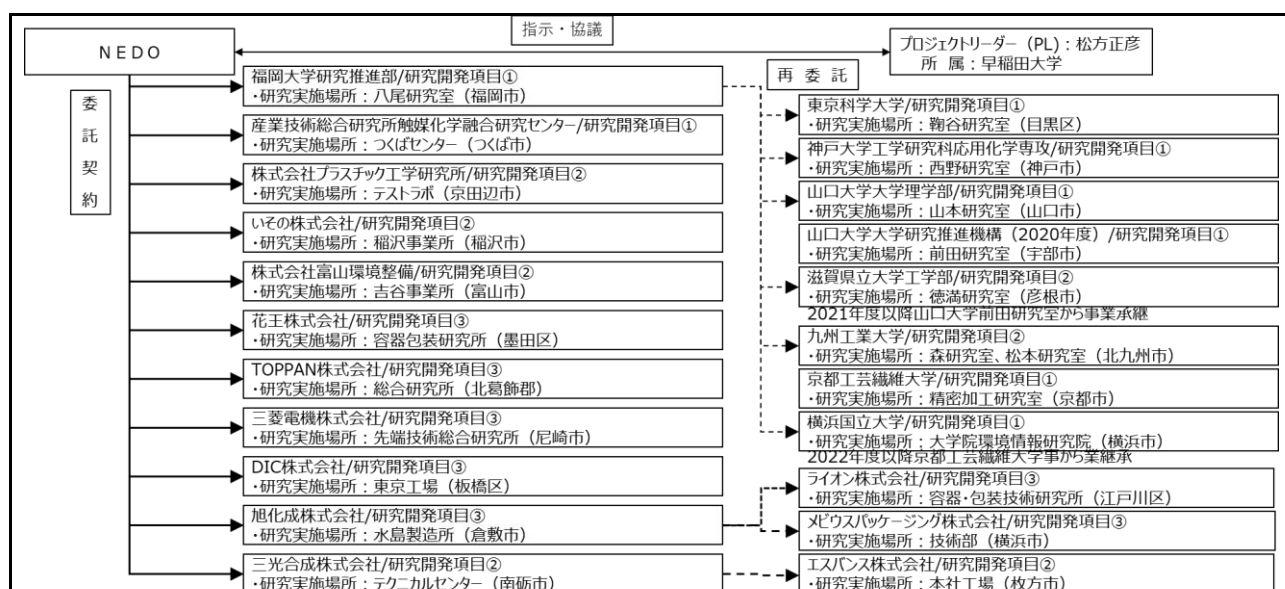 指示・協議
NEDO
プロジェクトリーダー（PL）：松方正彦
所 属：早稲田大学
委託契約
福岡大学研究推進部/研究開発項目①
・研究実施場所：八尾研究室（福岡市）
産業技術総合研究所触媒化学融合研究センター/研究開発項目①
・研究実施場所：つくばセンター（つくば市）
株式会社プラスチック工学研究所/研究開発項目②
・研究実施場所：テストラボ（京田辺市）
いその株式会社/研究開発項目②
・研究実施場所：稲沢事業所（稲沢市）
株式会社富山環境整備/研究開発項目②
・研究実施場所：吉谷事業所（富山市）
花王株式会社/研究開発項目③
・研究実施場所：容器包装研究所（墨田区）
TOPPAN株式会社/研究開発項目③
・研究実施場所：総合研究所（北葛飾郡）
三菱電機株式会社/研究開発項目③
・研究実施場所：先端技術総合研究所（尼崎市）
DIC株式会社/研究開発項目③
・研究実施場所：東京工場（板橋区）
旭化成株式会社/研究開発項目③
・研究実施場所：水島製造所（倉敷市）
三光合成株式会社/研究開発項目②
・研究実施場所：テクニカルセンター（南砺市）
再 委 託
東京科学大学/研究開発項目①
・研究実施場所：鞠谷研究室（目黒区）
神戸大学工学研究科応用化学専攻/研究開発項目①
・研究実施場所：西野研究室（神戸市）
山口大学大学理学部/研究開発項目①
・研究実施場所：山本研究室（山口市）
山口大学大学研究推進機構（2020年度）/研究開発項目①
・研究実施場所：前田研究室（宇部市）
滋賀県立大学工学部/研究開発項目②
・研究実施場所：徳満研究室（彦根市）
2021年度以降山口大学前田研究室から事業承継
九州工業大学/研究開発項目②
・研究実施場所：森研究室、松本研究室（北九州市）
京都工芸繊維大学/研究開発項目①
・研究実施場所：精密加工研究室（京都市）
横浜国立大学/研究開発項目①
・研究実施場所：大学院環境情報研究院（横浜市）
2022年度以降京都工芸繊維大学事から業継承
ライオン株式会社/研究開発項目③
・研究実施場所：容器・包装技術研究所（江戸川区）
メビウスパッケージング株式会社/研究開発項目③
・研究実施場所：技術部（横浜市）
エスバンス株式会社/研究開発項目②
・研究実施場所：本社工場（枚方市）